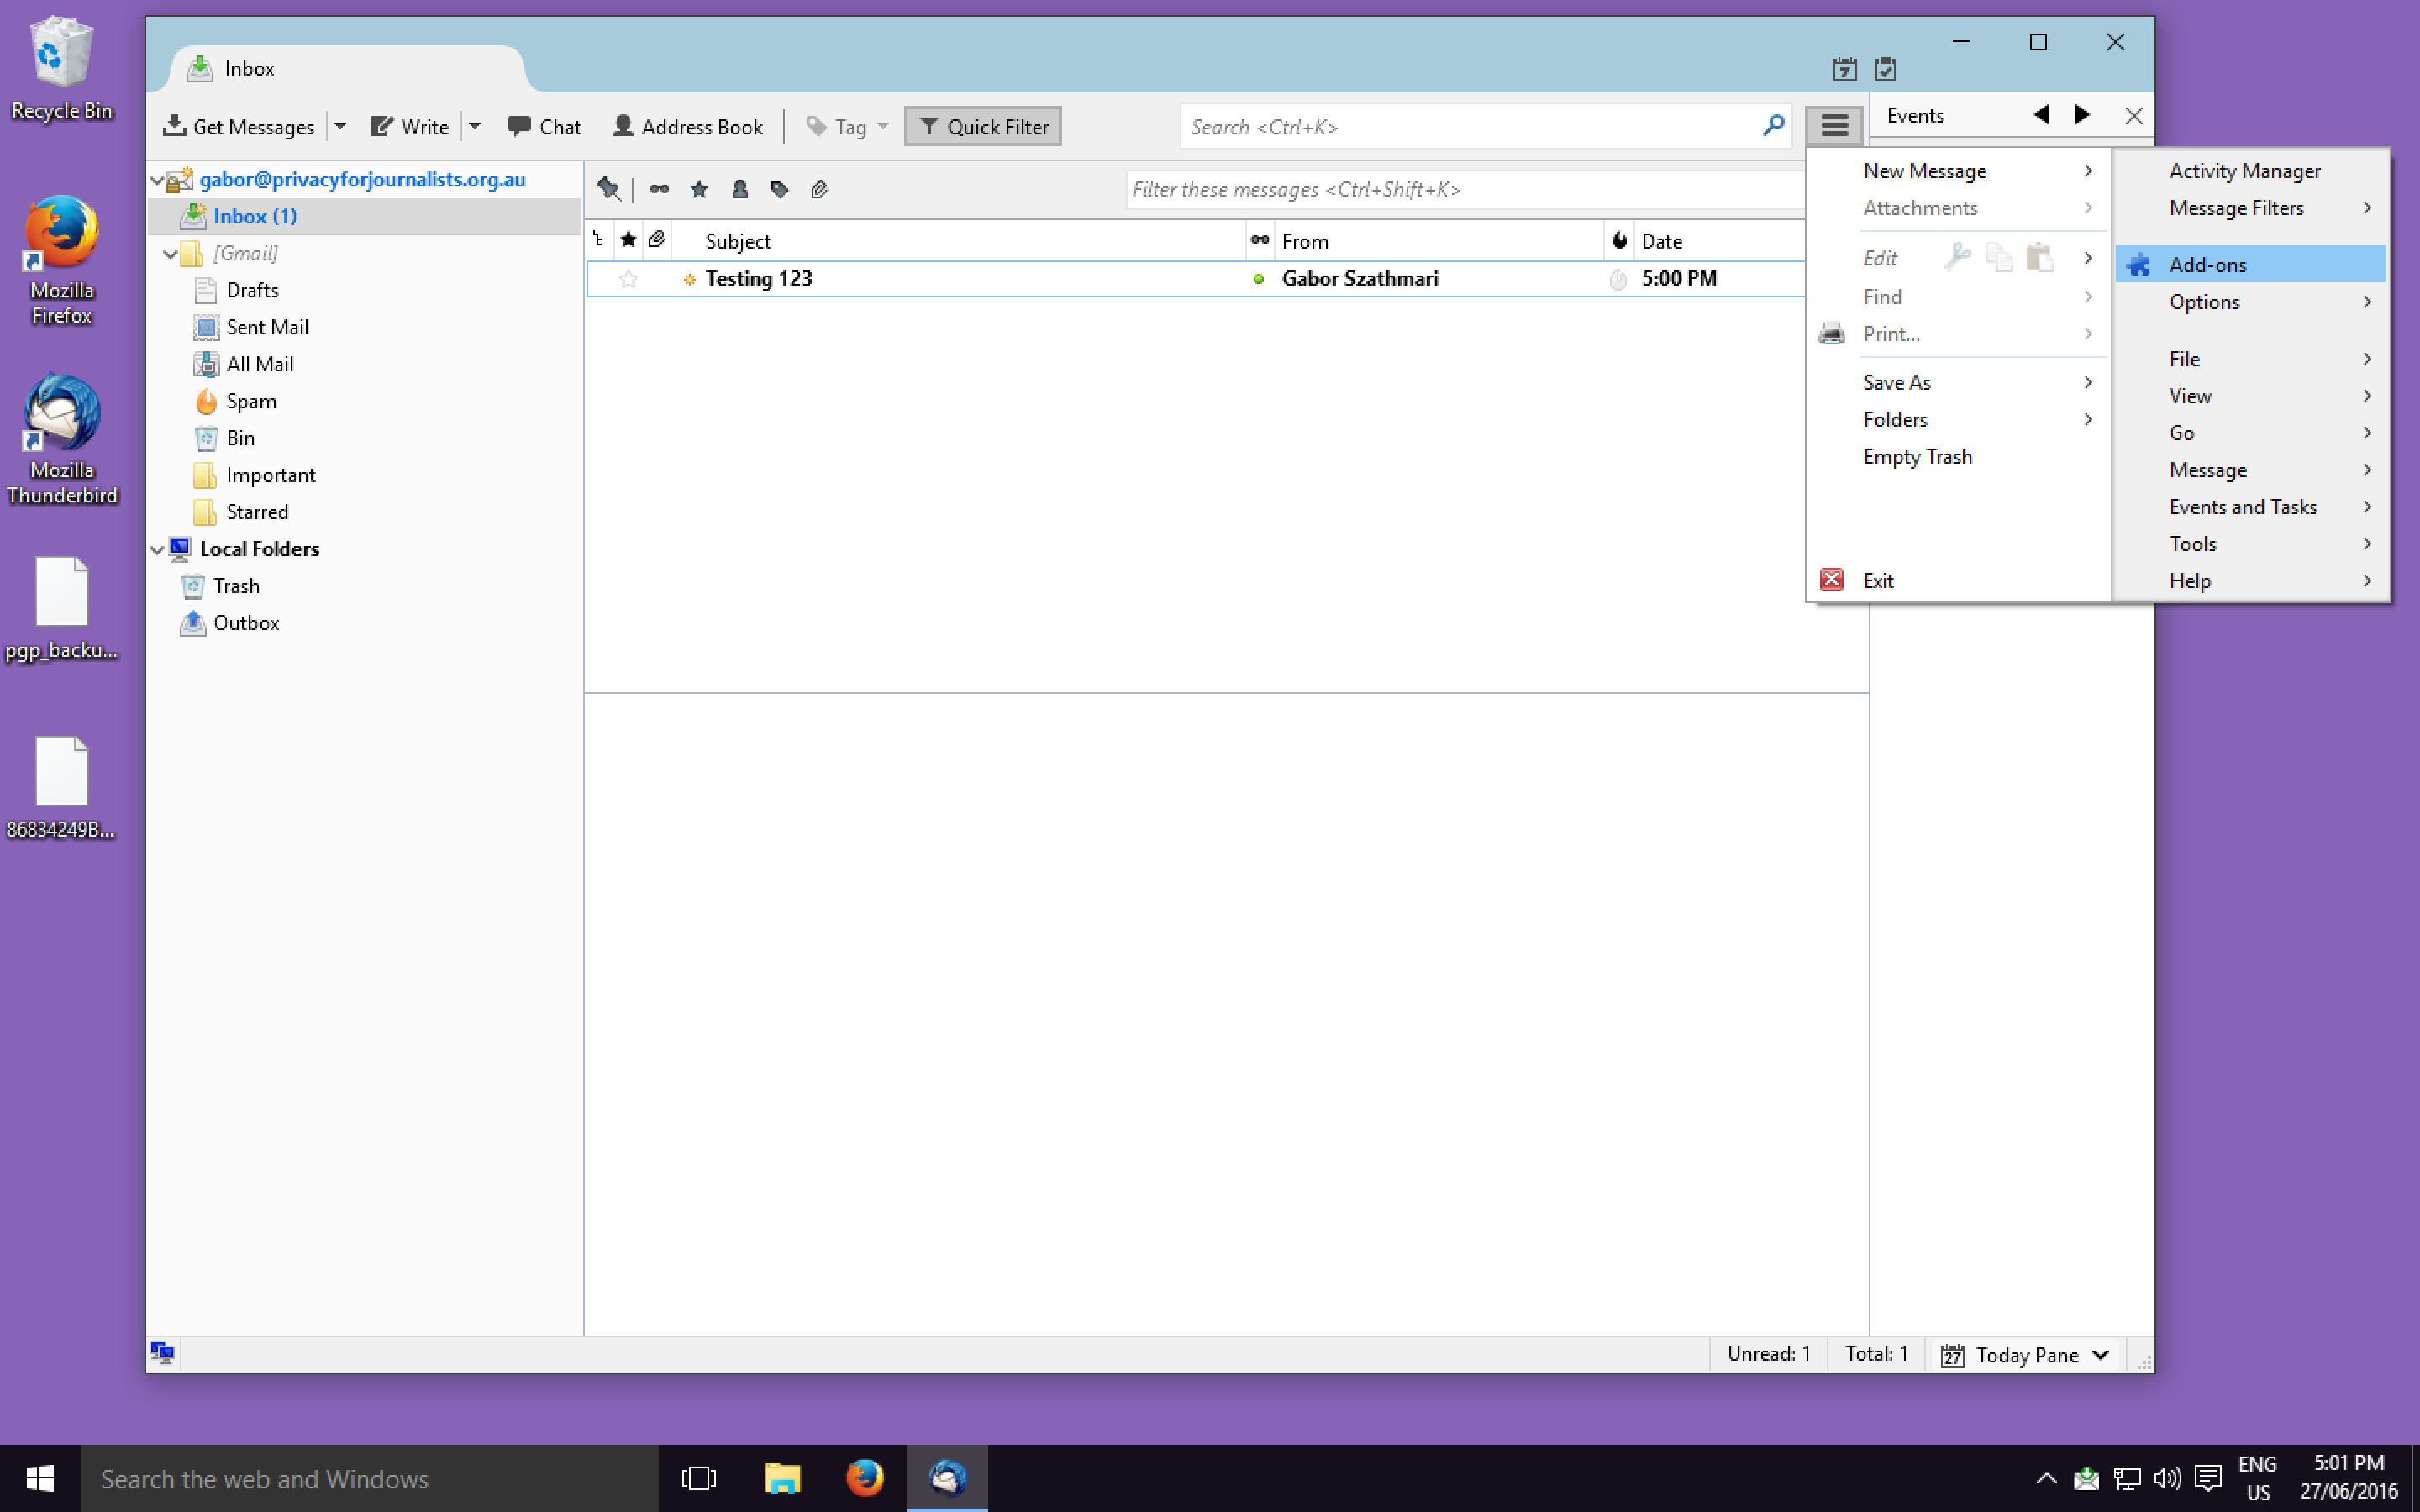 Recycle Bin
Mozilla
Firefox
Mozilla
Thunderbird
pgp_backu...
86834249B...
Inbox
7
Get Messages
Write
Chat
Address Book
Tag
Quick Filter
Search <Ctrl+K>
Events
gabor@privacyforjournalists.org.au
Inbox (1)
[Gmail]
Drafts
Sent Mail
All Mail
Spam
Bin
Important
Starred
Local Folders
Trash
Outbox
Filter these messages <Ctrl+Shift+K>
Subject
From
Date
Testing 123
Gabor Szathmari
5:00 PM
New Message
Attachments
Edit
Find
Print...
Save As
Folders
Empty Trash
Exit
Activity Manager
Message Filters
Add-ons
Options
File
View
Go
Message
Events and Tasks
Tools
Help
Unread: 1
Total: 1
27
Today Pane
Search the web and Windows
ENG
US
5:01 PM
27/06/2016